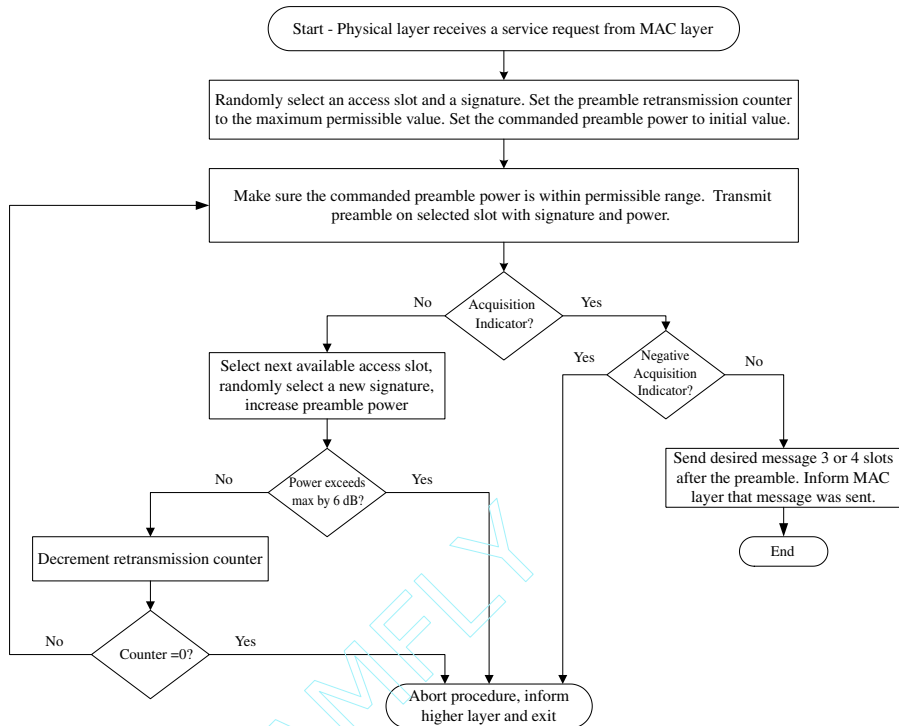 Start - Physical layer receives a service request from MAC layer
Randomly select an access slot and a signature. Set the preamble retransmission counter
to the maximum permissible value. Set the commanded preamble power to initial value.
Make sure the commanded preamble power is within permissible range. Transmit
preamble on selected slot with signature and power.
No
Acquisition
Indicator?
Yes
Select next available access slot,
randomly select a new signature,
increase preamble power
Yes
Negative
Acquisition
Indicator?
No
No
Power exceeds
max by 6 dB?
Yes
Send desired message 3 or 4 slots
after the preamble. Inform MAC
layer that message was sent.
End
Decrement retransmission counter
No
Counter =0?
Yes
Abort procedure, inform
higher layer and exit
AMFLY